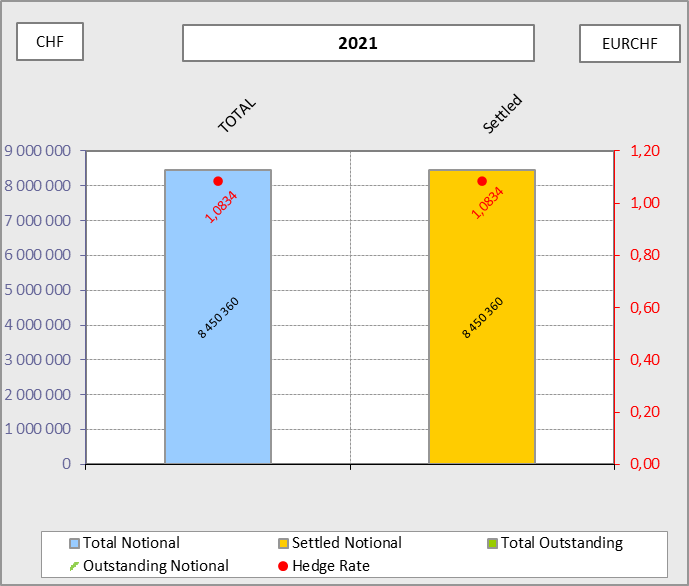 CHF
2021
EURCHF
TOTAL
Settled
9 000 000
8 000 000
7 000 000
6 000 000
5 000 000
4 000 000
3 000 000
2 000 000
1 000 000
0
1,0834
8 450 360
1,0834
8 450 360
1,20
1,00
0,80
0,60
0,40
0,20
0,00
Total Notional
Settled Notional
Total Outstanding
Outstanding Notional
Hedge Rate